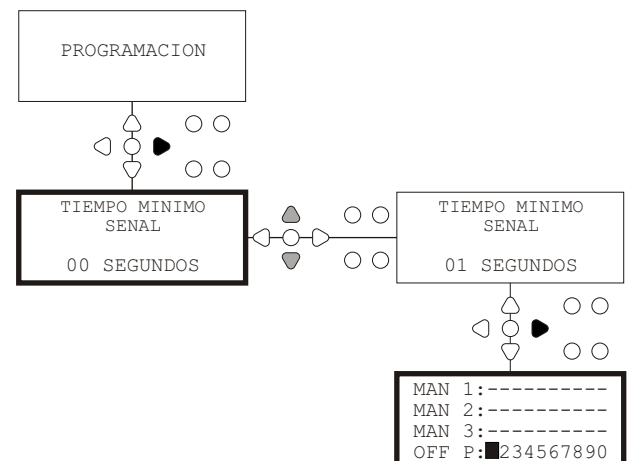 PROGRAMACION
TIEMPO MINIMO
SENAL
00 SEGUNDOS
TIEMPO MINIMO
SENAL
01 SEGUNDOS
MAN 1:----------
MAN 2:----------
MAN 3:----------
OFF P:█234567890